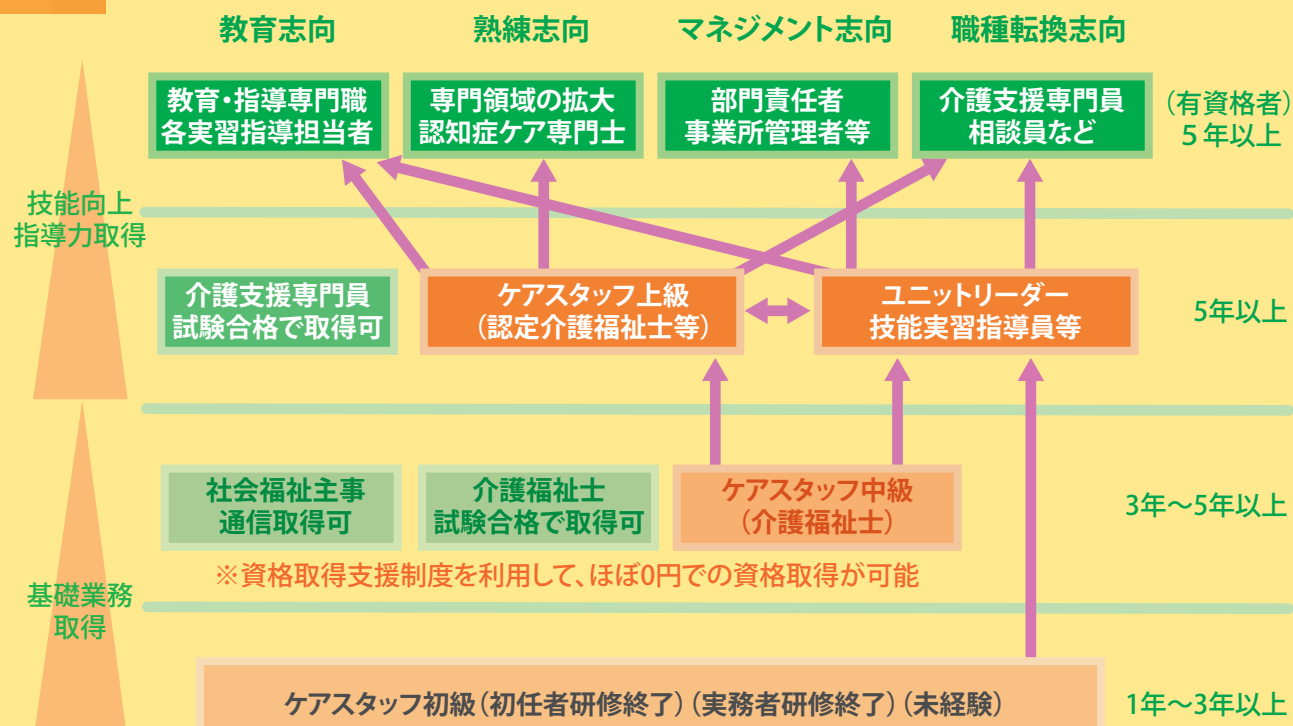 教育志向
熟練志向
マネジメント志向
職種転換志向
教育・指導専門職
各実習指導担当者
専門領域の拡大
認知症ケア専門士
部門責任者
事業所管理者等
介護支援専門員
相談員など
（有資格者）
5年以上
技能向上
指導力取得
介護支援専門員
試験合格で取得可
ケアスタッフ上級
（認定介護福祉士等）
ユニットリーダー
技能実習指導員等
5年以上
社会福祉主事
通信取得可
介護福祉士
試験合格で取得可
ケアスタッフ中級
（介護福祉士）
3年〜5年以上
※資格取得支援制度を利用して、ほぼ0円での資格取得が可能
基礎業務
取得
ケアスタッフ初級（初任者研修終了）（実務者研修終了）（未経験）
1年〜3年以上